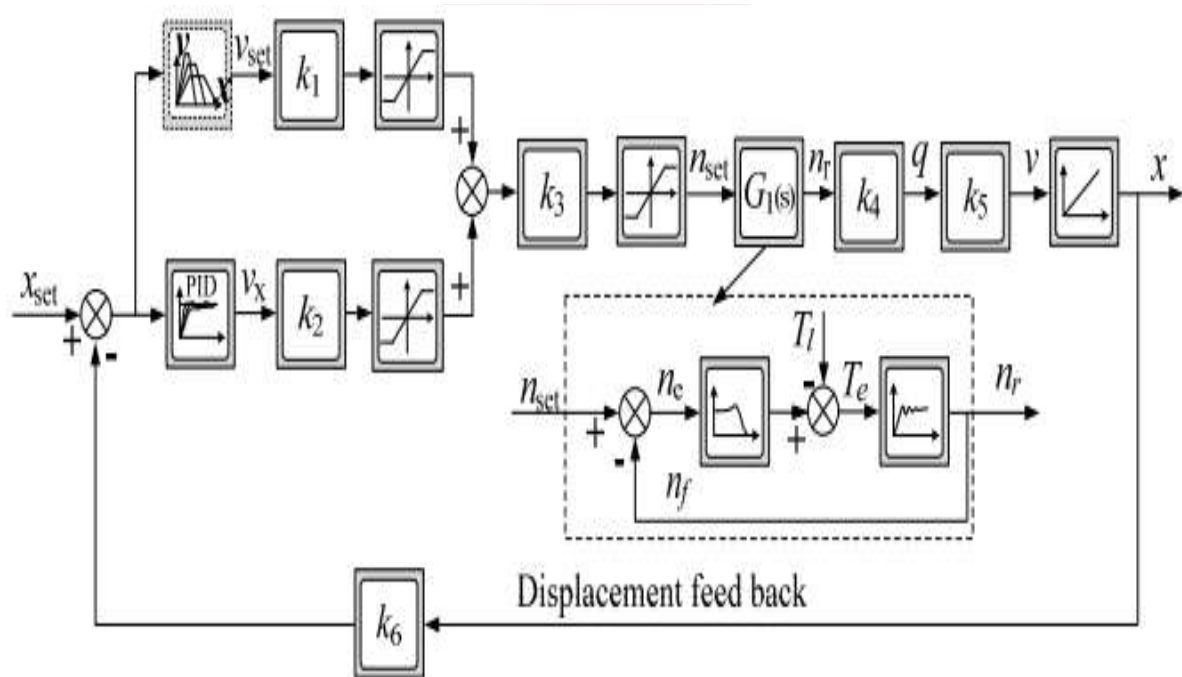 v
x
v_set
k_1
+
+
k_3
n_set
G_1(s)
n_r
k_4
q
k_5
v
x
x_set
+
-
PID
v_x
k_2
T_l
-
n_set
+
-
n_e
+
T_e
n_r
n_f
Displacement feed back
k_6